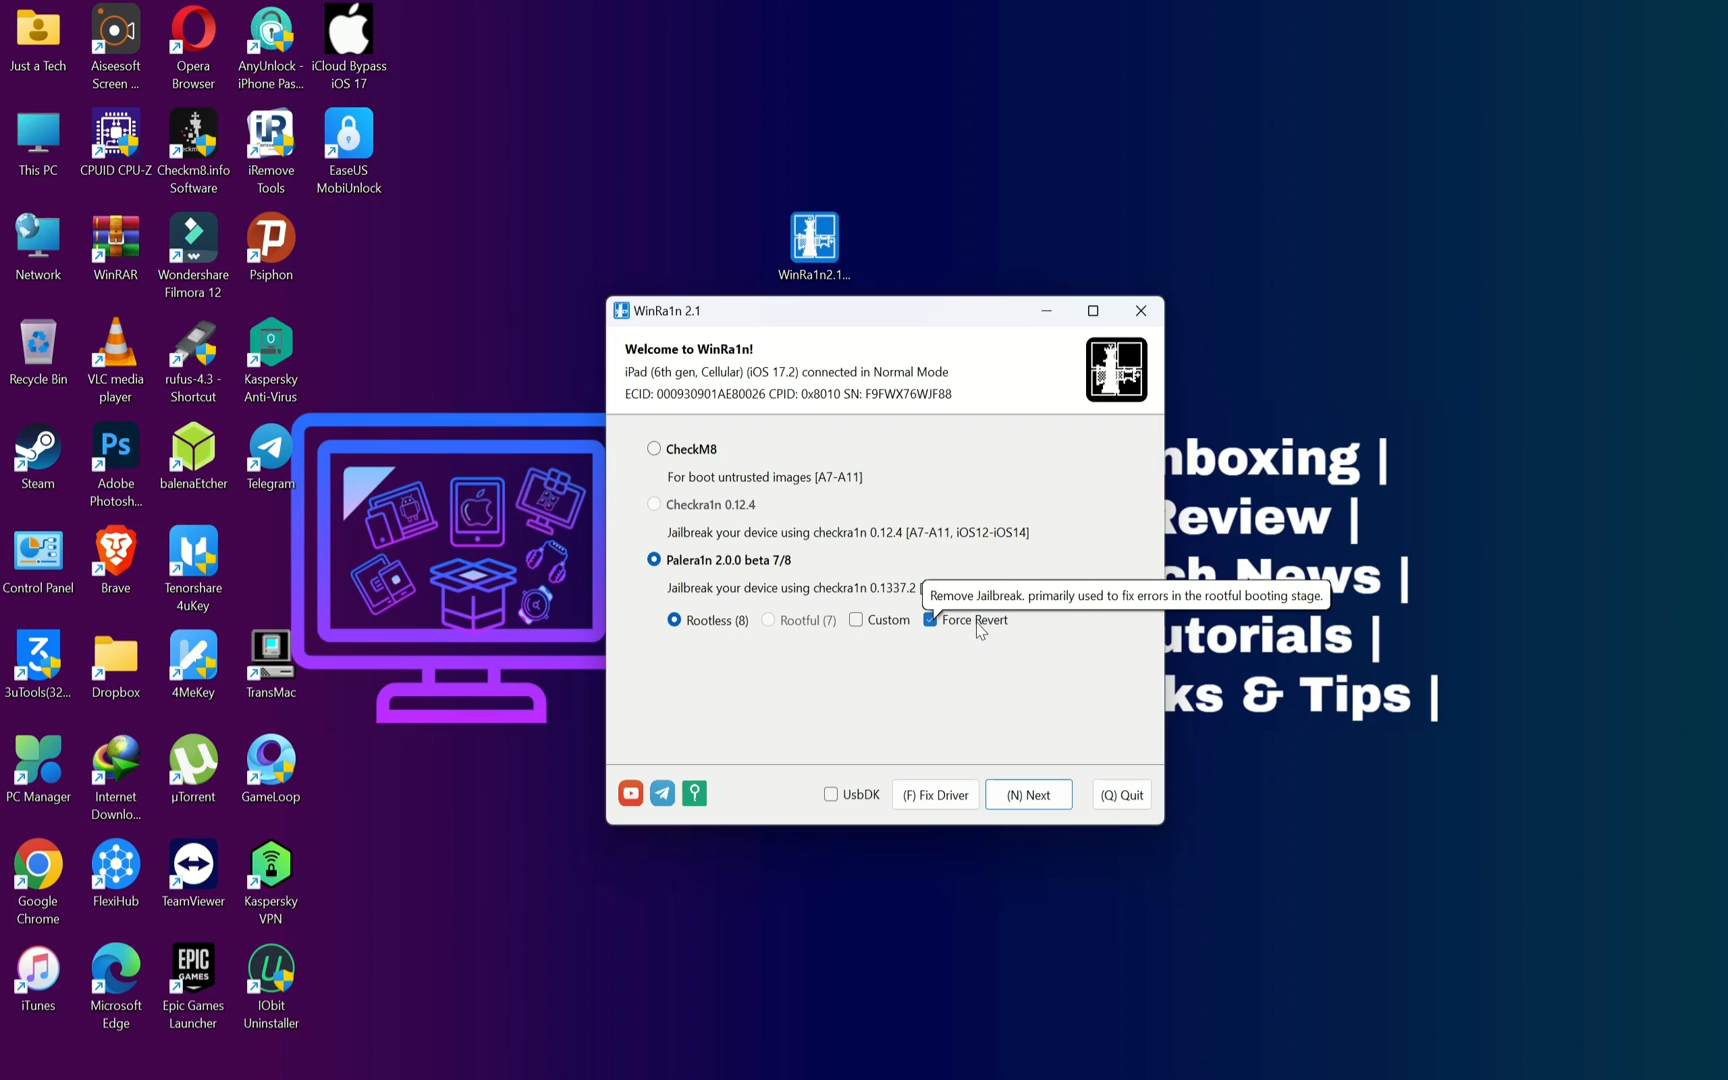 Just a Tech
Aiseesoft
Screen ...
Opera
Browser
AnyUnlock -
iPhone Pas...
iCloud Bypass
iOS 17
This PC
CPUID CPU-Z
Checkm8.info
Software
iRemove
Tools
EaseUS
MobiUnlock
Network
WinRAR
Wondershare
Filmora 12
Psiphon
WinRa1n2.1...
Recycle Bin
VLC media
player
rufus-4.3 -
Shortcut
Kaspersky
Anti-Virus
Steam
Adobe
Photosh...
balenaEtcher
Telegram
Control Panel
Brave
Tenorshare
4uKey
3uTools(32...
Dropbox
4MeKey
TransMac
PC Manager
Internet
Downlo...
µTorrent
GameLoop
Google
Chrome
FlexiHub
TeamViewer
Kaspersky
VPN
iTunes
Microsoft
Edge
EPIC
GAMES
Epic Games
Launcher
IObit
Uninstaller
Ps
iR
WinRa1n 2.1
Welcome to WinRa1n!
iPad (6th gen, Cellular) (iOS 17.2) connected in Normal Mode
ECID: 000930901AE80026 CPID: 0x8010 SN: F9FWX76WJF88
CheckM8
For boot untrusted images [A7-A11]
Checkra1n 0.12.4
Jailbreak your device using checkra1n 0.12.4 [A7-A11, iOS12-iOS14]
Palera1n 2.0.0 beta 7/8
Jailbreak your device using checkra1n 0.1337.2 [
Remove Jailbreak. primarily used to fix errors in the rootful booting stage.
Rootless (8) Rootful (7) Custom Force Revert
UsbDK (F) Fix Driver (N) Next (Q) Quit
nboxing |
Review |
ch News |
utorials |
ks & Tips |